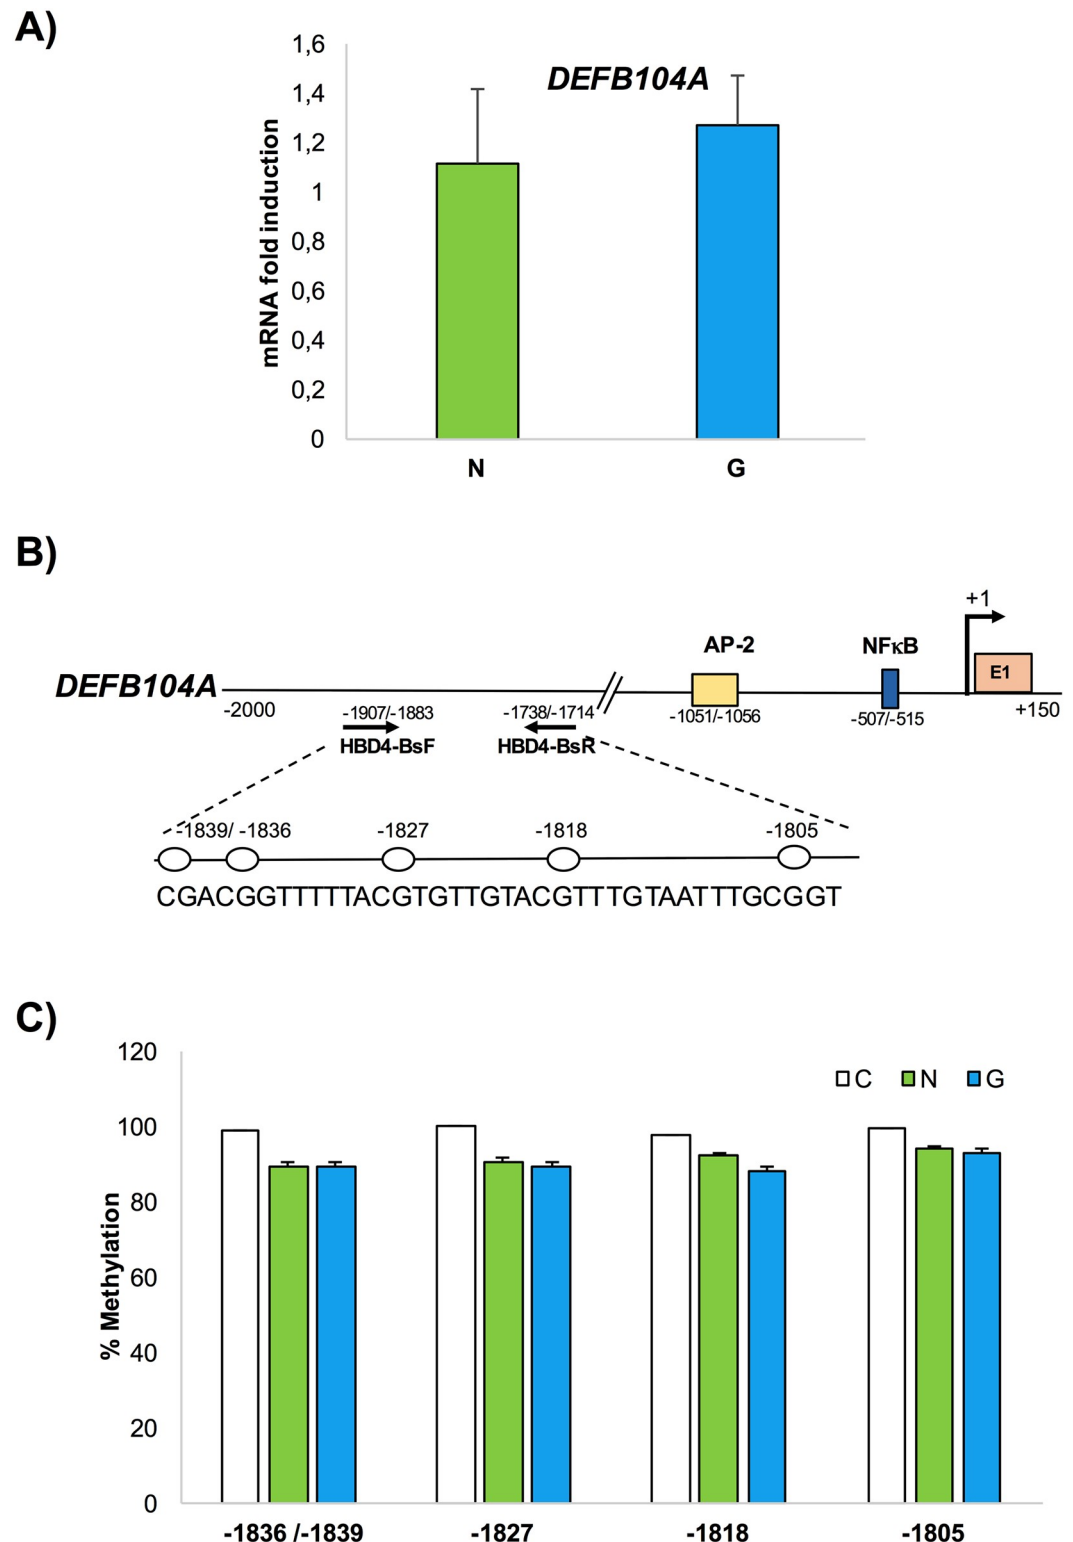 A)
DEFB104A
mRNA fold induction
1,6
1,4
1,2
1
0,8
0,6
0,4
0,2
0
N
G
B)
+1
AP-2
NFκB
E1
DEFB104A
-2000
-1907/-1883
-1738/-1714
-1051/-1056
-507/-515
+150
HBD4-BsF
HBD4-BsR
-1839/ -1836
-1827
-1818
-1805
CGACGGTTTTTACGTGTTGTACGTTTGTAATTTGCGGT
C)
C
N
G
% Methylation
120
100
80
60
40
20
0
-1836 /-1839
-1827
-1818
-1805